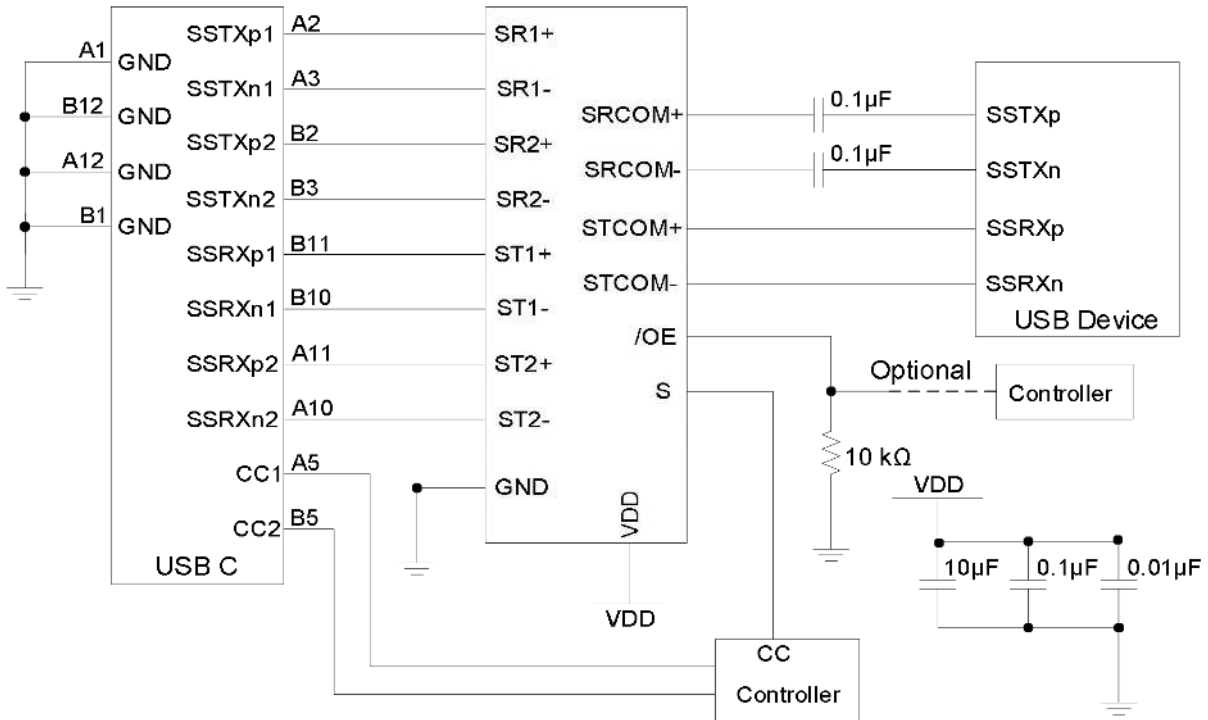 A1
B12
A12
B1
GND
GND
GND
GND
SSTXp1
SSTXn1
SSTXp2
SSTXn2
SSRXp1
SSRXn1
SSRXp2
SSRXn2
CC1
CC2
USB C
A2
A3
B2
B3
B11
B10
A11
A10
A5
B5
SR1+
SR1-
SR2+
SR2-
ST1+
ST1-
ST2+
ST2-
GND
SRCOM+
SRCOM-
STCOM+
STCOM-
/OE
S
VDD
VDD
0.1µF
0.1µF
SSTXp
SSTXn
SSRXp
SSRXn
USB Device
Optional
Controller
10 kΩ
VDD
10µF
0.1µF
0.01µF
CC
Controller